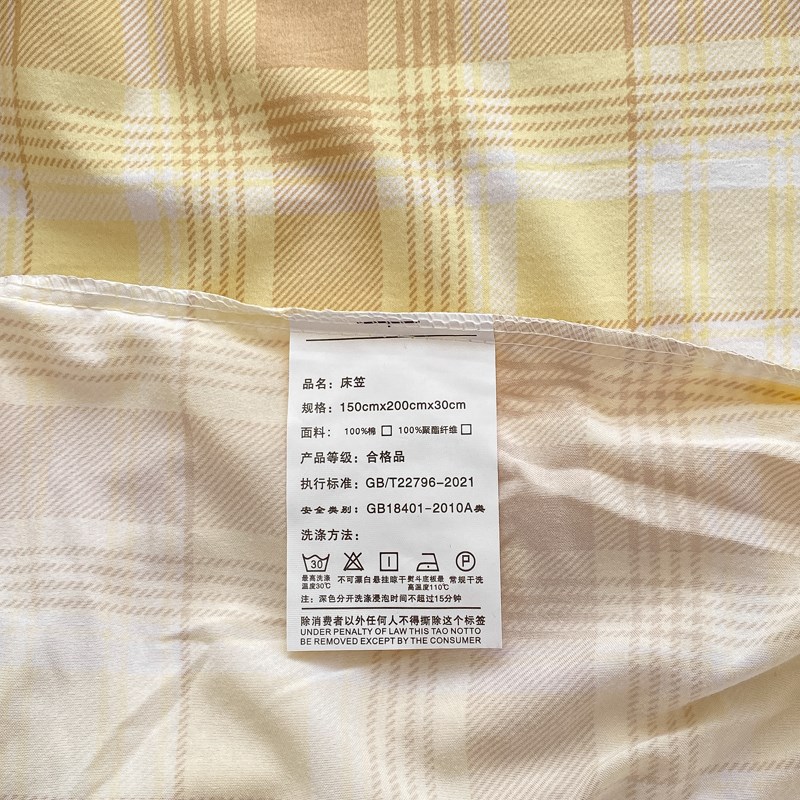 品名：床笠
规格：150cmx200cmx30cm
面料： 100%棉 □ 100%聚酯纤维 □
产品等级：合格品
执行标准：GB/T22796-2021
安全类别：GB18401-2010A类
洗涤方法：
30 P
最高洗涤温度30℃ 不可漂白 悬挂晾干 熨斗底板最高温度110℃ 常规干洗
注：深色分开洗涤浸泡时间不超过15分钟
除消费者以外任何人不得撕除这个标签
UNDER PENALTY OF LAW THIS TAO NOTTO
BE REMOVED EXCEPT BY THE CONSUMER